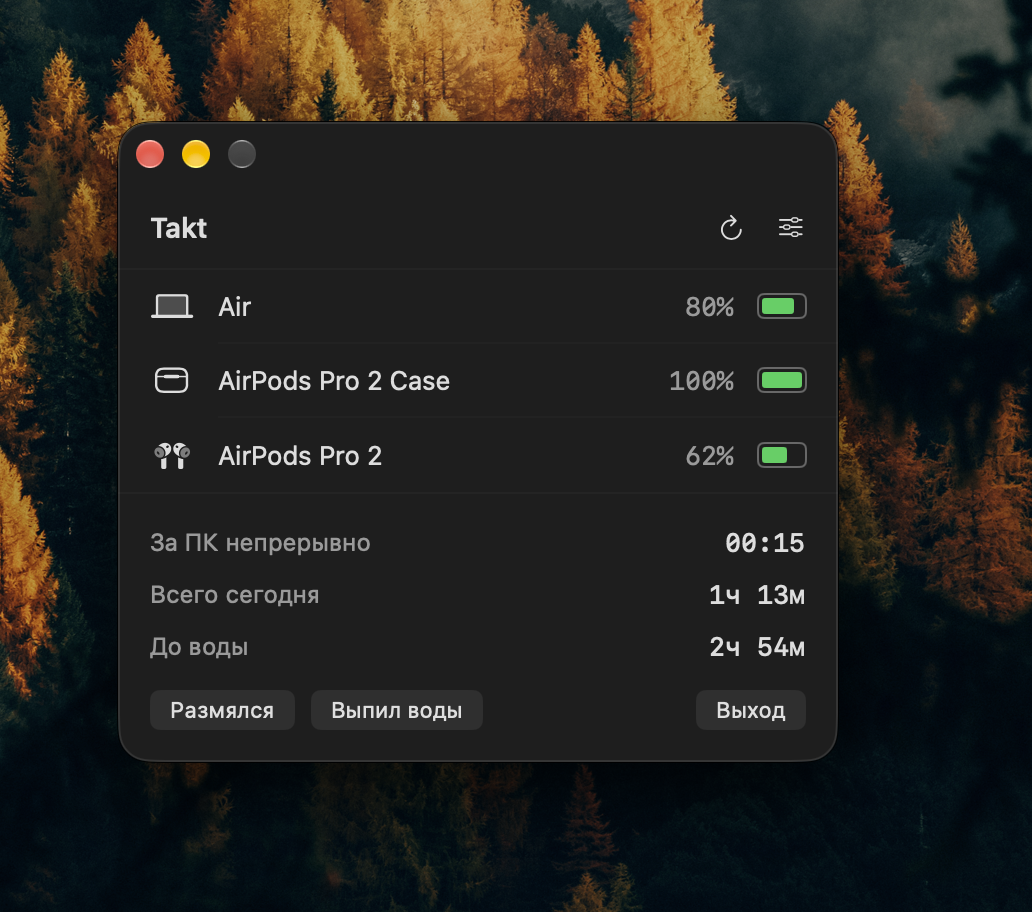 Takt
Air 80%
AirPods Pro 2 Case 100%
AirPods Pro 2 62%
За ПК непрерывно 00:15
Всего сегодня 1ч 13м
До воды 2ч 54м
Размялся Выпил воды Выход